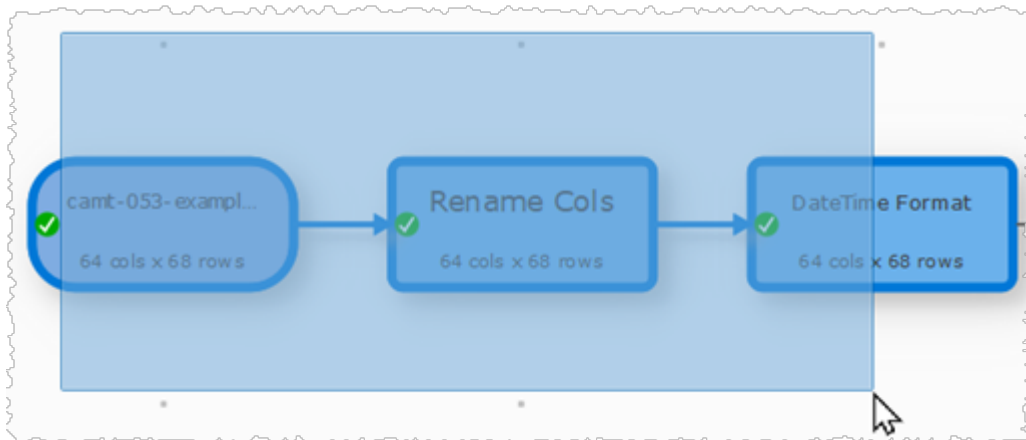 camt-053-exampl...
64 cols x 68 rows
Rename Cols
64 cols x 68 rows
DateTime Format
64 cols x 68 rows